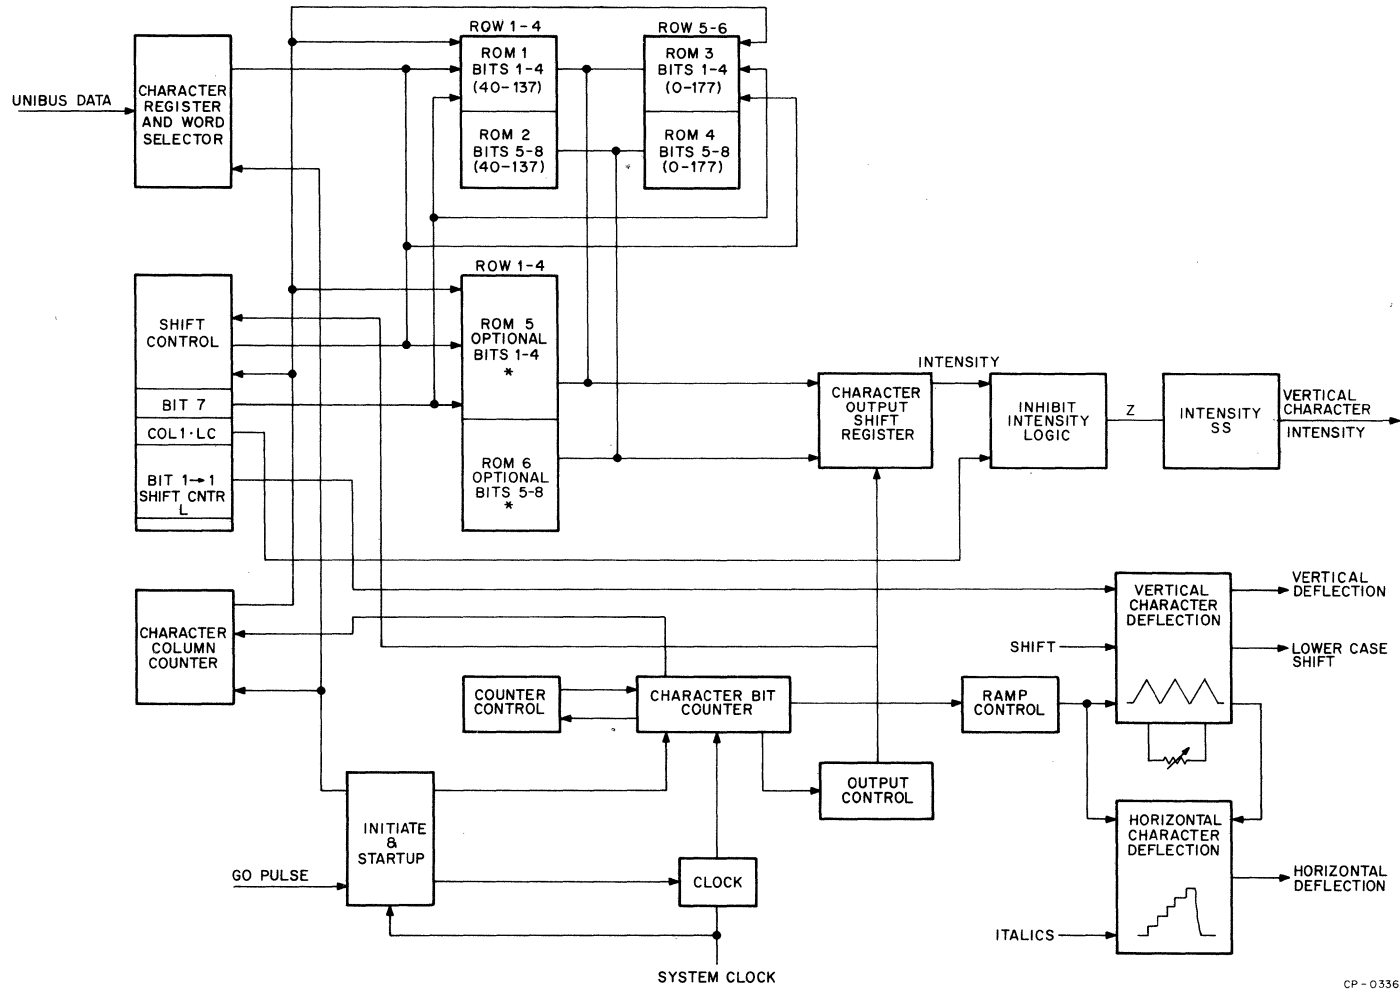 ROW 1-4
ROW 5-6
UNIBUS DATA
CHARACTER
REGISTER
AND WORD
SELECTOR
ROM 1
BITS 1-4
(40-137)
ROM 2
BITS 5-8
(40-137)
ROM 3
BITS 1-4
(0-177)
ROM 4
BITS 5-8
(0-177)
ROW 1-4
SHIFT
CONTROL
BIT 7
COL1·LC
BIT 1→1
SHIFT CNTR
L
ROM 5
OPTIONAL
BITS 1-4
*
ROM 6
OPTIONAL
BITS 5-8
*
CHARACTER
OUTPUT
SHIFT
REGISTER
INTENSITY
INHIBIT
INTENSITY
LOGIC
Z
INTENSITY
SS
VERTICAL
CHARACTER
INTENSITY
CHARACTER
COLUMN
COUNTER
COUNTER
CONTROL
CHARACTER BIT
COUNTER
RAMP
CONTROL
SHIFT
VERTICAL
CHARACTER
DEFLECTION
VERTICAL
DEFLECTION
LOWER CASE
SHIFT
OUTPUT
CONTROL
INITIATE
&
STARTUP
GO PULSE
CLOCK
SYSTEM CLOCK
HORIZONTAL
CHARACTER
DEFLECTION
HORIZONTAL
DEFLECTION
ITALICS
CP-0336